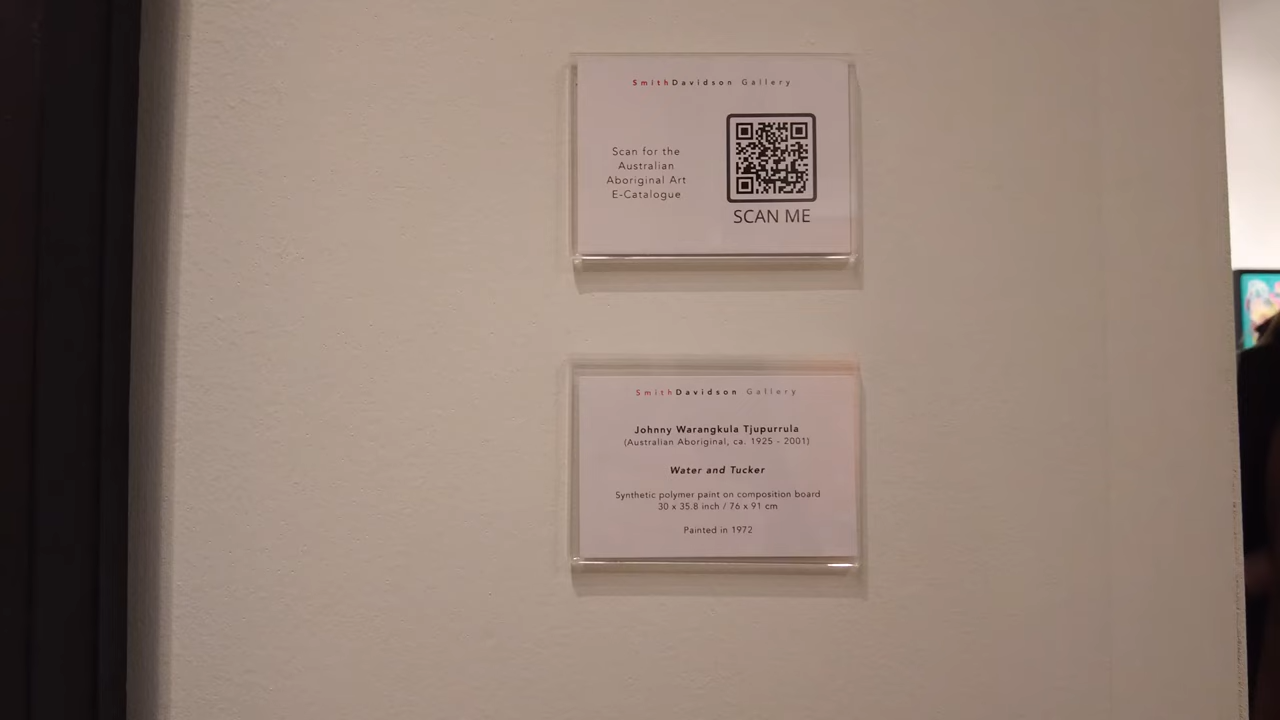 SmithDavidson Gallery
Scan for the
Australian
Aboriginal Art
E-Catalogue
SCAN ME
SmithDavidson Gallery
Johnny Warangkula Tjupurrula
(Australian Aboriginal, ca. 1925 - 2001)
Water and Tucker
Synthetic polymer paint on composition board
30 x 35.8 inch / 76 x 91 cm
Painted in 1972